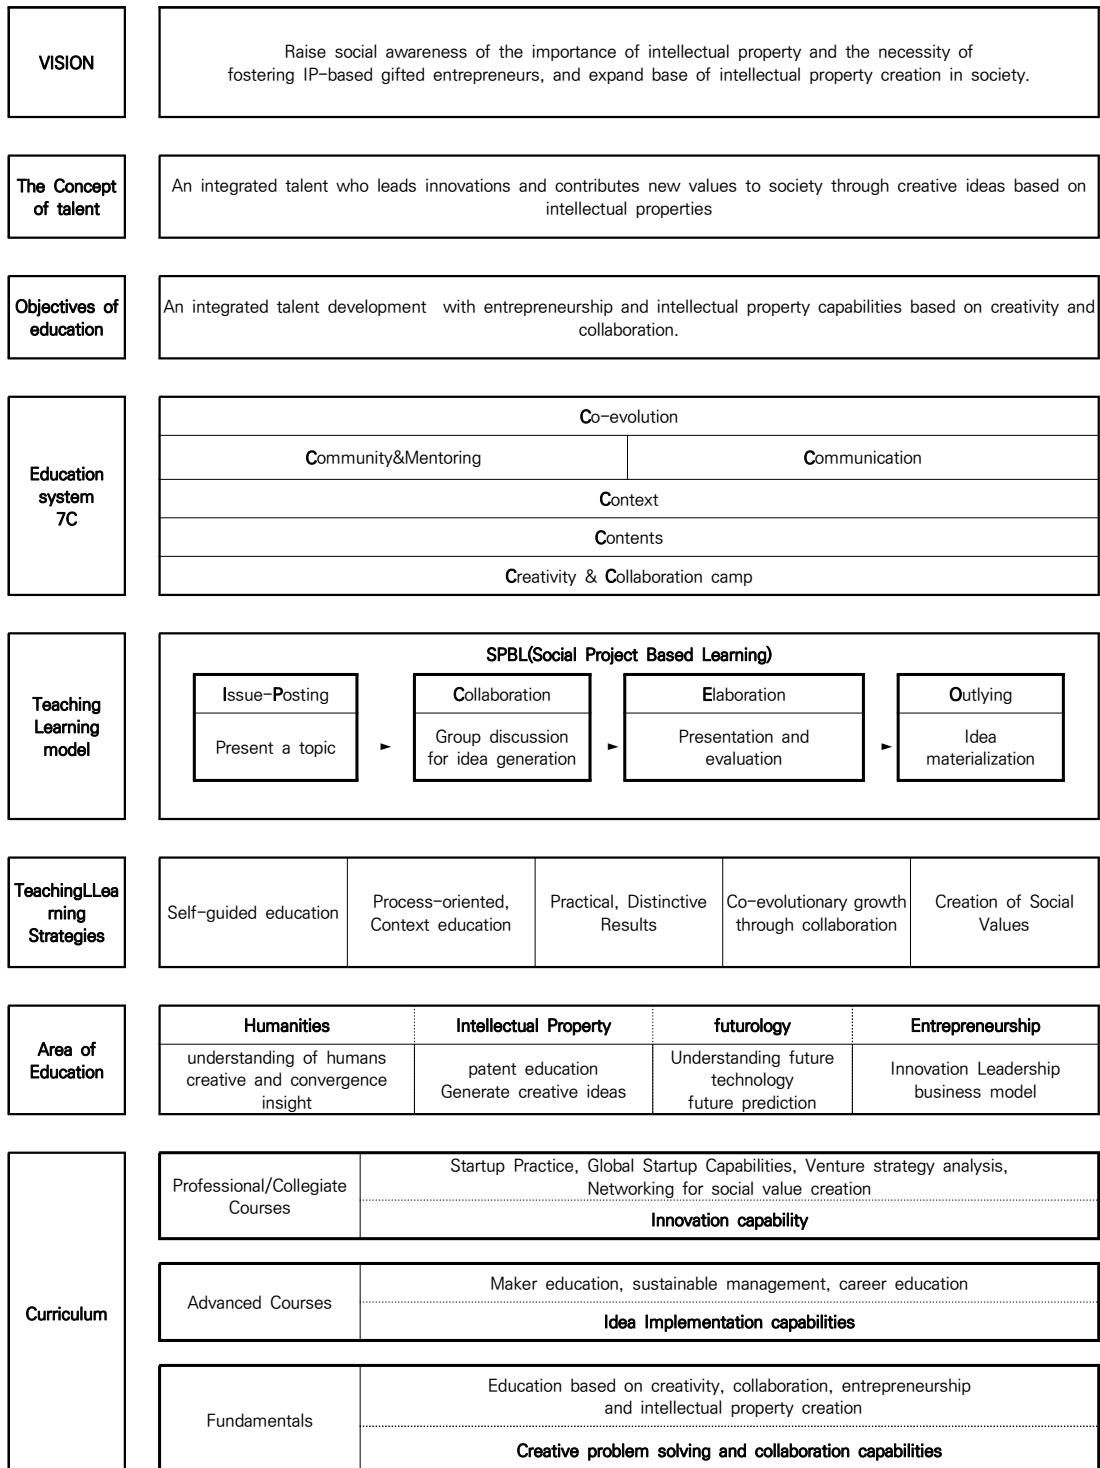 VISION
Raise social awareness of the importance of intellectual property and the necessity of
fostering IP-based gifted entrepreneurs, and expand base of intellectual property creation in society.
The Concept
of talent
An integrated talent who leads innovations and contributes new values to society through creative ideas based on
intellectual properties
Objectives of
education
An integrated talent development with entrepreneurship and intellectual property capabilities based on creativity and
collaboration.
Education
system
7C
Co-evolution
Community&Mentoring
Communication
Context
Contents
Creativity & Collaboration camp
Teaching
Learning
model
SPBL(Social Project Based Learning)
Issue-Posting
Present a topic
►
Collaboration
Group discussion
for idea generation
►
Elaboration
Presentation and
evaluation
►
Outlying
Idea
materialization
TeachingLLea
rning
Strategies
Self-guided education
Process-oriented,
Context education
Practical, Distinctive
Results
Co-evolutionary growth
through collaboration
Creation of Social
Values
Area of
Education
Humanities
understanding of humans
creative and convergence
insight
Intellectual Property
patent education
Generate creative ideas
futurology
Understanding future
technology
future prediction
Entrepreneurship
Innovation Leadership
business model
Curriculum
Professional/Collegiate
Courses
Startup Practice, Global Startup Capabilities, Venture strategy analysis,
Networking for social value creation
Innovation capability
Advanced Courses
Maker education, sustainable management, career education
Idea Implementation capabilities
Fundamentals
Education based on creativity, collaboration, entrepreneurship
and intellectual property creation
Creative problem solving and collaboration capabilities